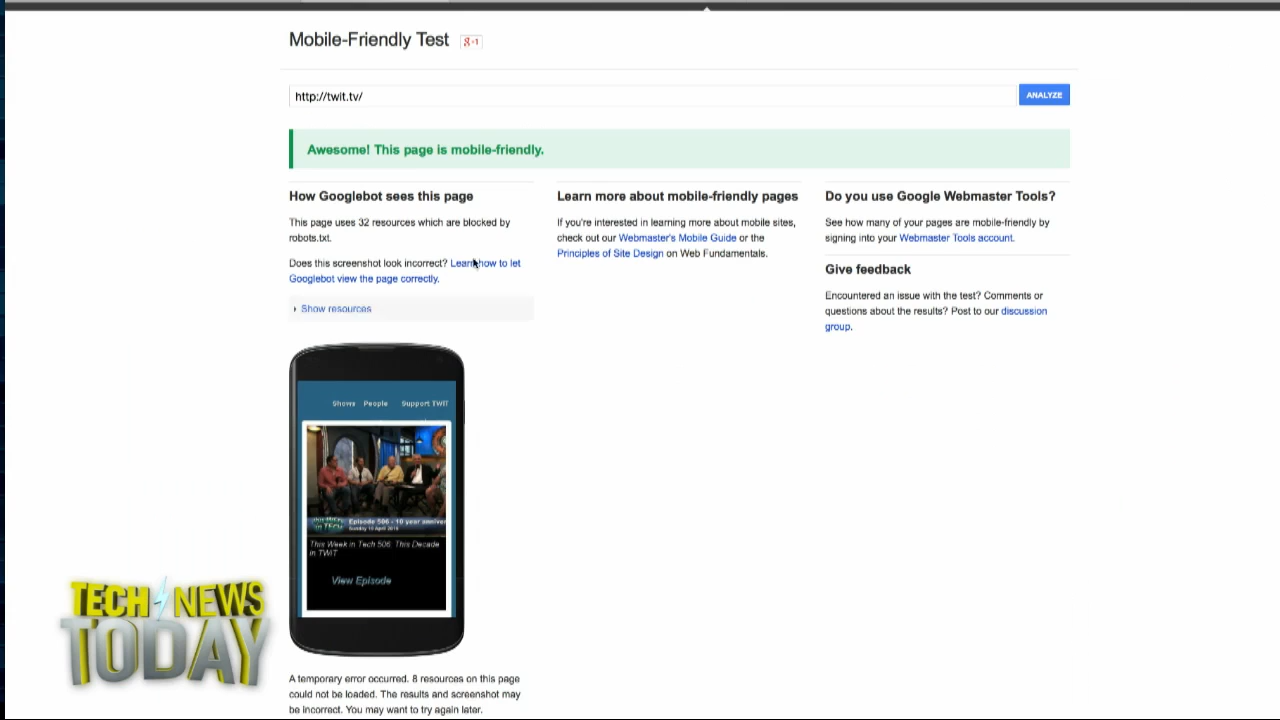 Mobile-Friendly Test
g+1
http://twit.tv/
ANALYZE
Awesome! This page is mobile-friendly.
How Googlebot sees this page
This page uses 32 resources which are blocked by
robots.txt.
Does this screenshot look incorrect? Learn how to let
Googlebot view the page correctly.
Show resources
Learn more about mobile-friendly pages
If you're interested in learning more about mobile sites,
check out our Webmaster's Mobile Guide or the
Principles of Site Design on Web Fundamentals.
Do you use Google Webmaster Tools?
See how many of your pages are mobile-friendly by
signing into your Webmaster Tools account.
Give feedback
Encountered an issue with the test? Comments or
questions about the results? Post to our discussion
group.
Shows People Support TWiT
Episode 506 - 10 year anniver
This Week in Tech 506 This Decade
in TWiT
View Episode
TECH NEWS
TODAY
A temporary error occurred. 8 resources on this page
could not be loaded. The results and screenshot may
be incorrect. You may want to try again later.